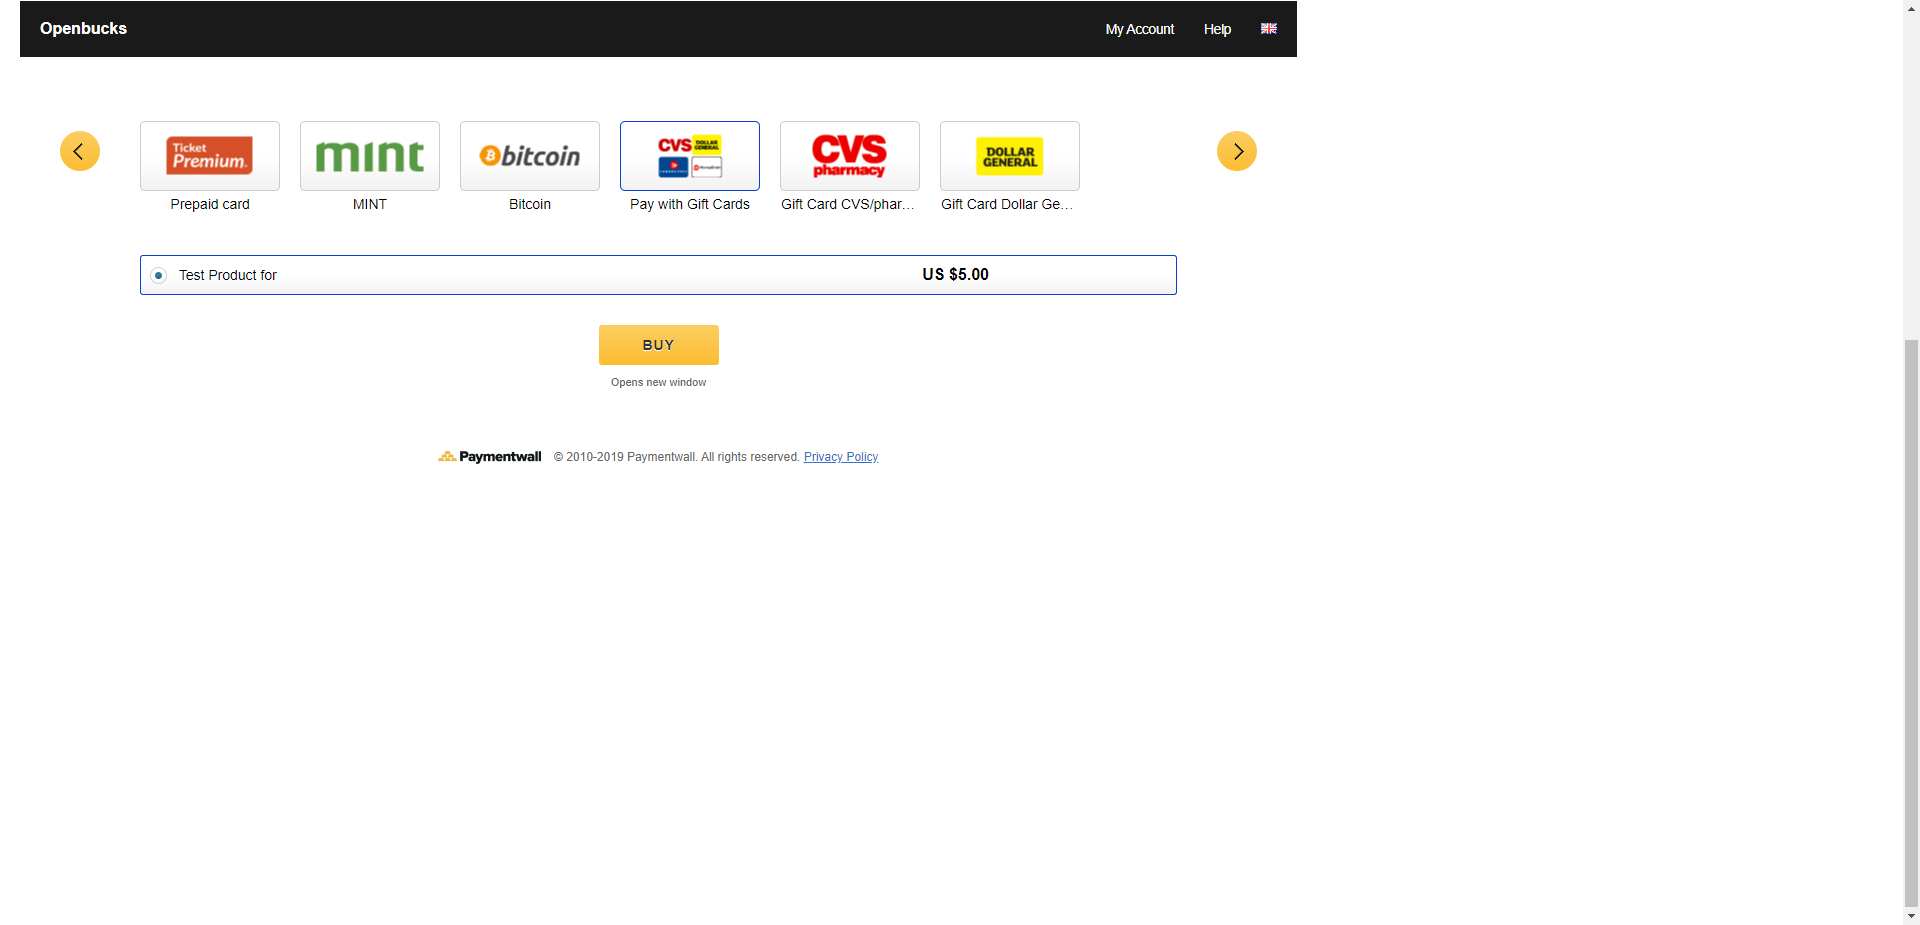 Openbucks
My Account
Help
Ticket
Premium.
mint
bitcoin
CVS
DOLLAR
GENERAL
CVS
pharmacy
DOLLAR
GENERAL
Prepaid card
MINT
Bitcoin
Pay with Gift Cards
Gift Card CVS/phar...
Gift Card Dollar Ge...
Test Product for
US $5.00
BUY
Opens new window
Paymentwall © 2010-2019 Paymentwall. All rights reserved. Privacy Policy